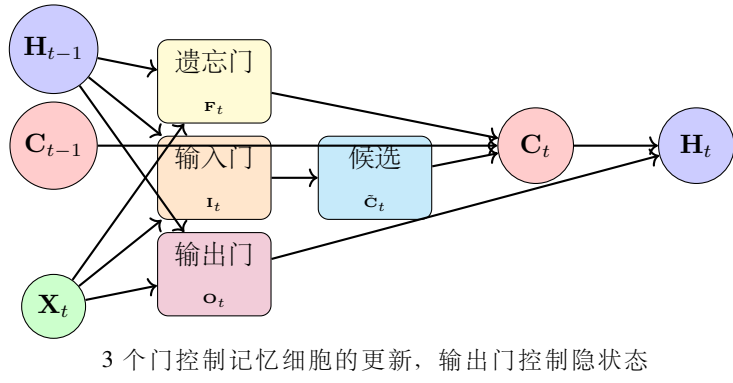 H_{t−1}
遗忘门
F_t
C_{t−1}
输入门
I_t
候选
C̃_t
C_t
H_t
输出门
O_t
X_t
3 个门控制记忆细胞的更新, 输出门控制隐状态